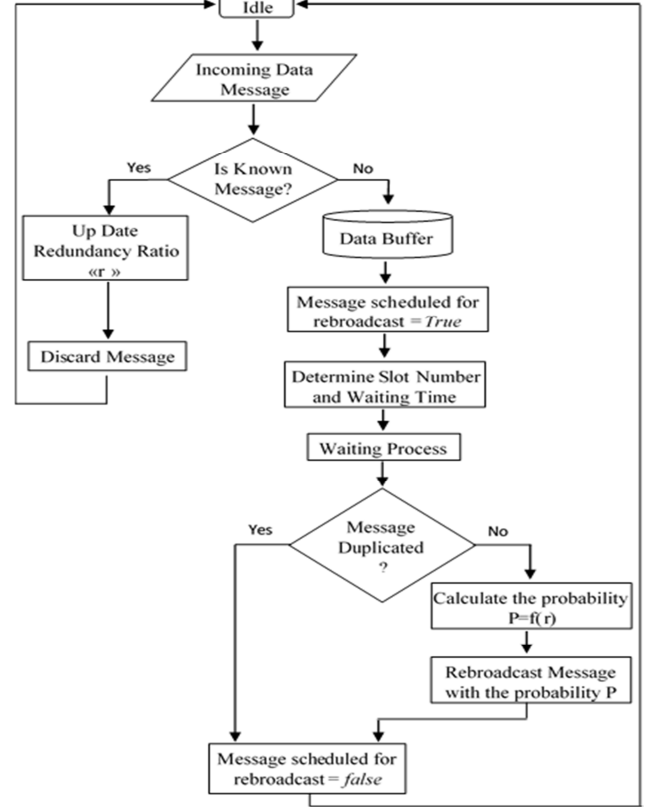 Idle
Incoming Data
Message
Is Known
Message?
Yes
No
Up Date
Redundancy Ratio
«r »
Discard Message
Data Buffer
Message scheduled for
rebroadcast = True
Determine Slot Number
and Waiting Time
Waiting Process
Message
Duplicated
?
Yes
No
Calculate the probability
P=f(r)
Rebroadcast Message
with the probability P
Message scheduled for
rebroadcast = false